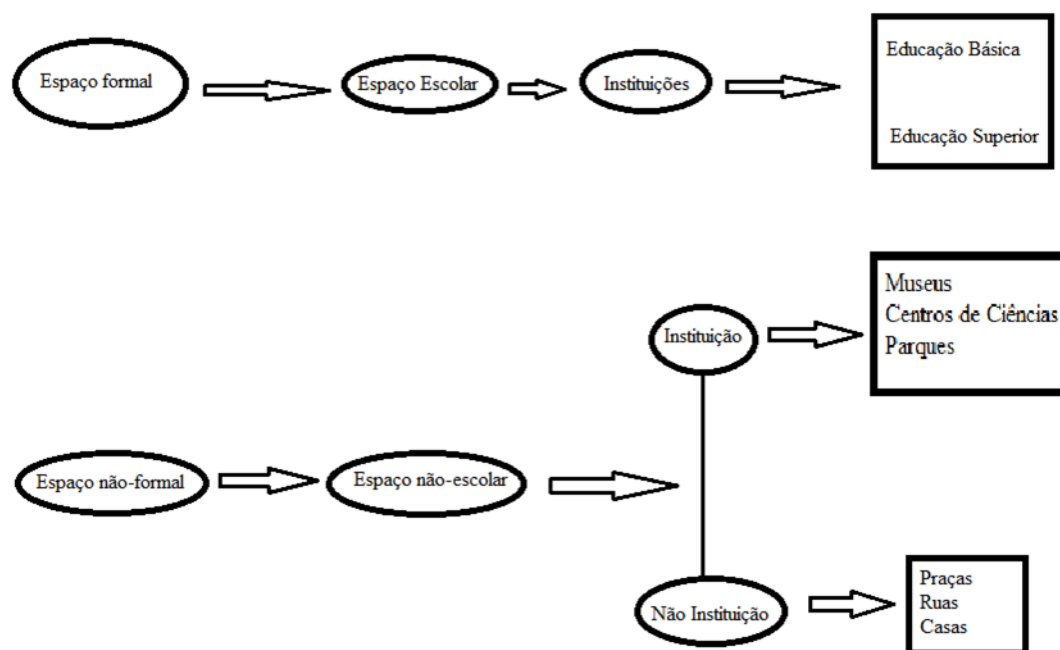 Espaço formal
Espaço Escolar
Instituições
Educação Básica
Educação Superior
Espaço não-formal
Espaço não-escolar
Instituição
Museus
Centros de Ciências
Parques
Não Instituição
Praças
Ruas
Casas